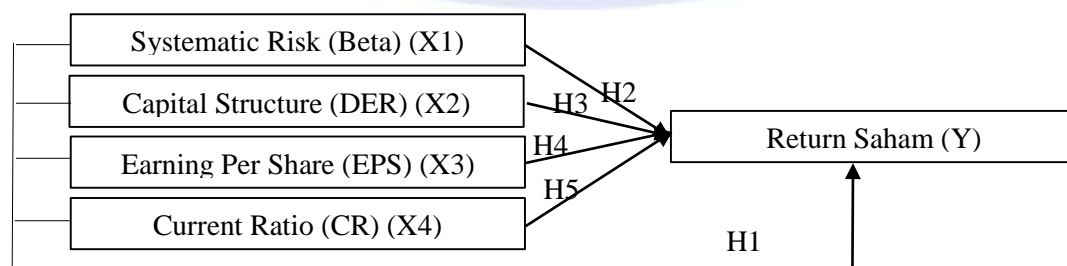 Systematic Risk (Beta) (X1)
H2
Capital Structure (DER) (X2)
H3
Return Saham (Y)
H4
Earning Per Share (EPS) (X3)
H5
Current Ratio (CR) (X4)
H1